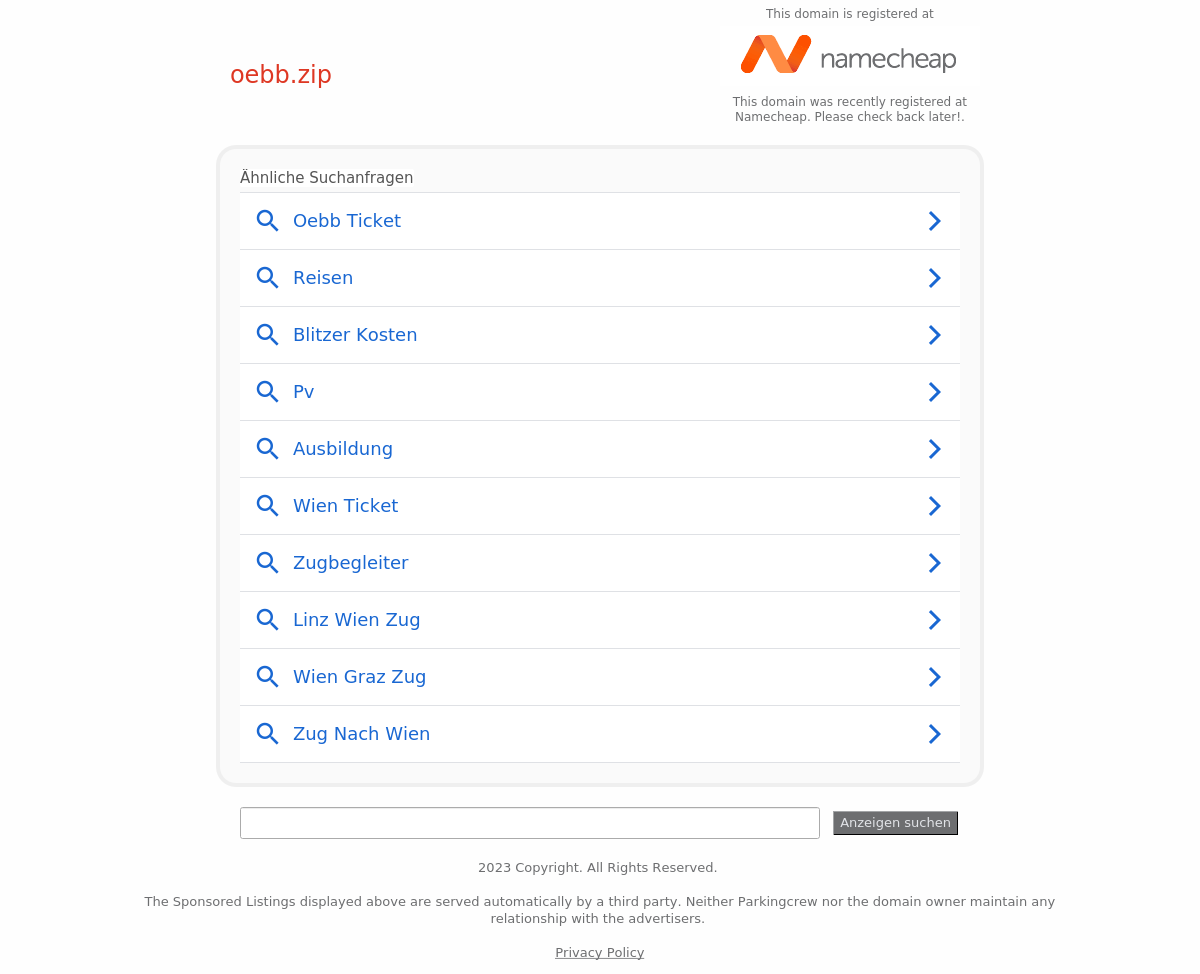 This domain is registered at
namecheap
oebb.zip
This domain was recently registered at
Namecheap. Please check back later!.
Ähnliche Suchanfragen
Oebb Ticket
Reisen
Blitzer Kosten
Pv
Ausbildung
Wien Ticket
Zugbegleiter
Linz Wien Zug
Wien Graz Zug
Zug Nach Wien
Anzeigen suchen
2023 Copyright. All Rights Reserved.
The Sponsored Listings displayed above are served automatically by a third party. Neither Parkingcrew nor the domain owner maintain any
relationship with the advertisers.
Privacy Policy